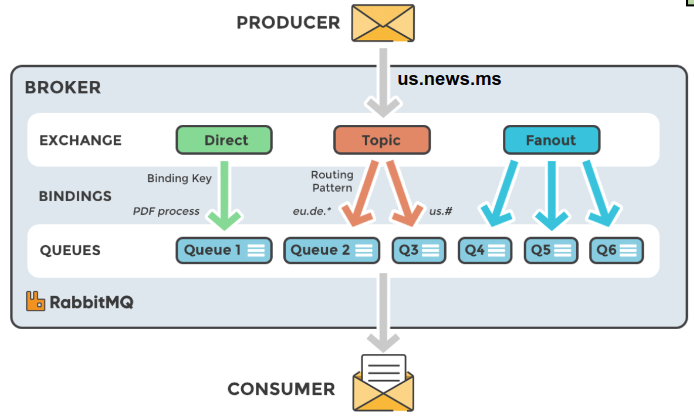 PRODUCER
us.news.ms
BROKER
EXCHANGE
Direct
Topic
Fanout
Binding Key
Routing
Pattern
BINDINGS
PDF process
eu.de.*
us.#
QUEUES
Queue 1
Queue 2
Q3
Q4
Q5
Q6
RabbitMQ
CONSUMER